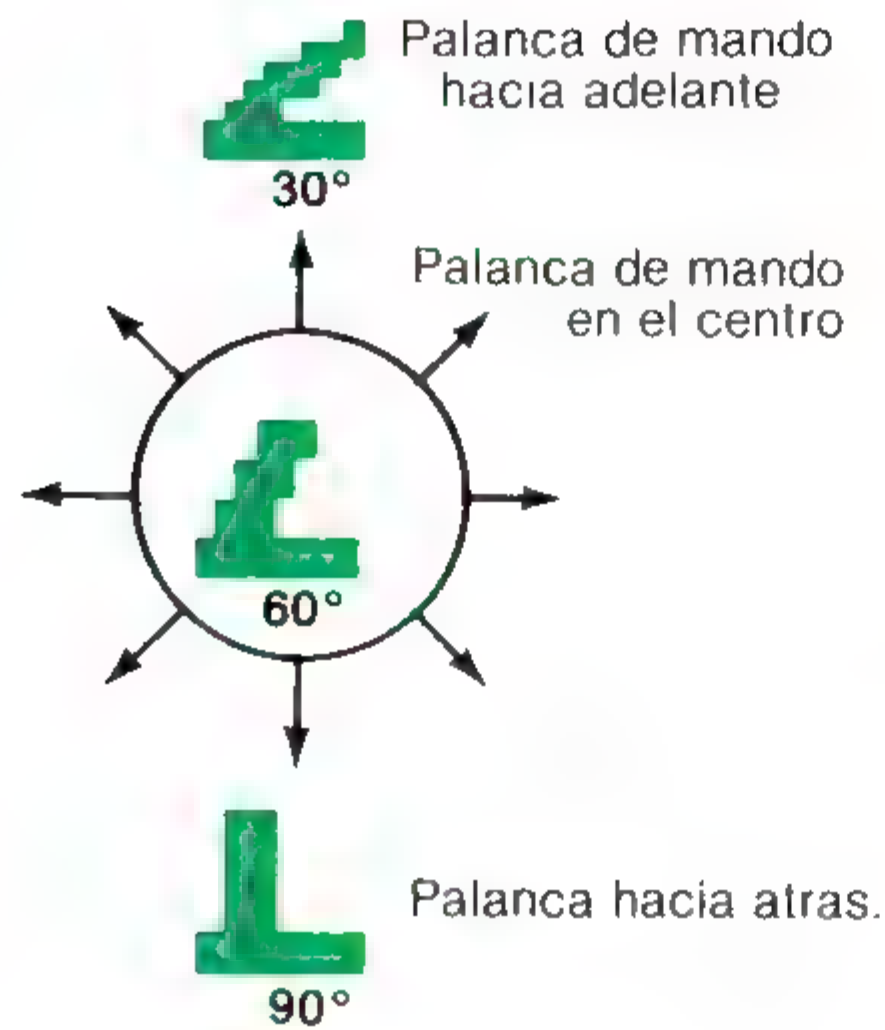 Palanca de mando
hacia adelante
30°
Palanca de mando
en el centro
60°
Palanca hacia atras.
90°